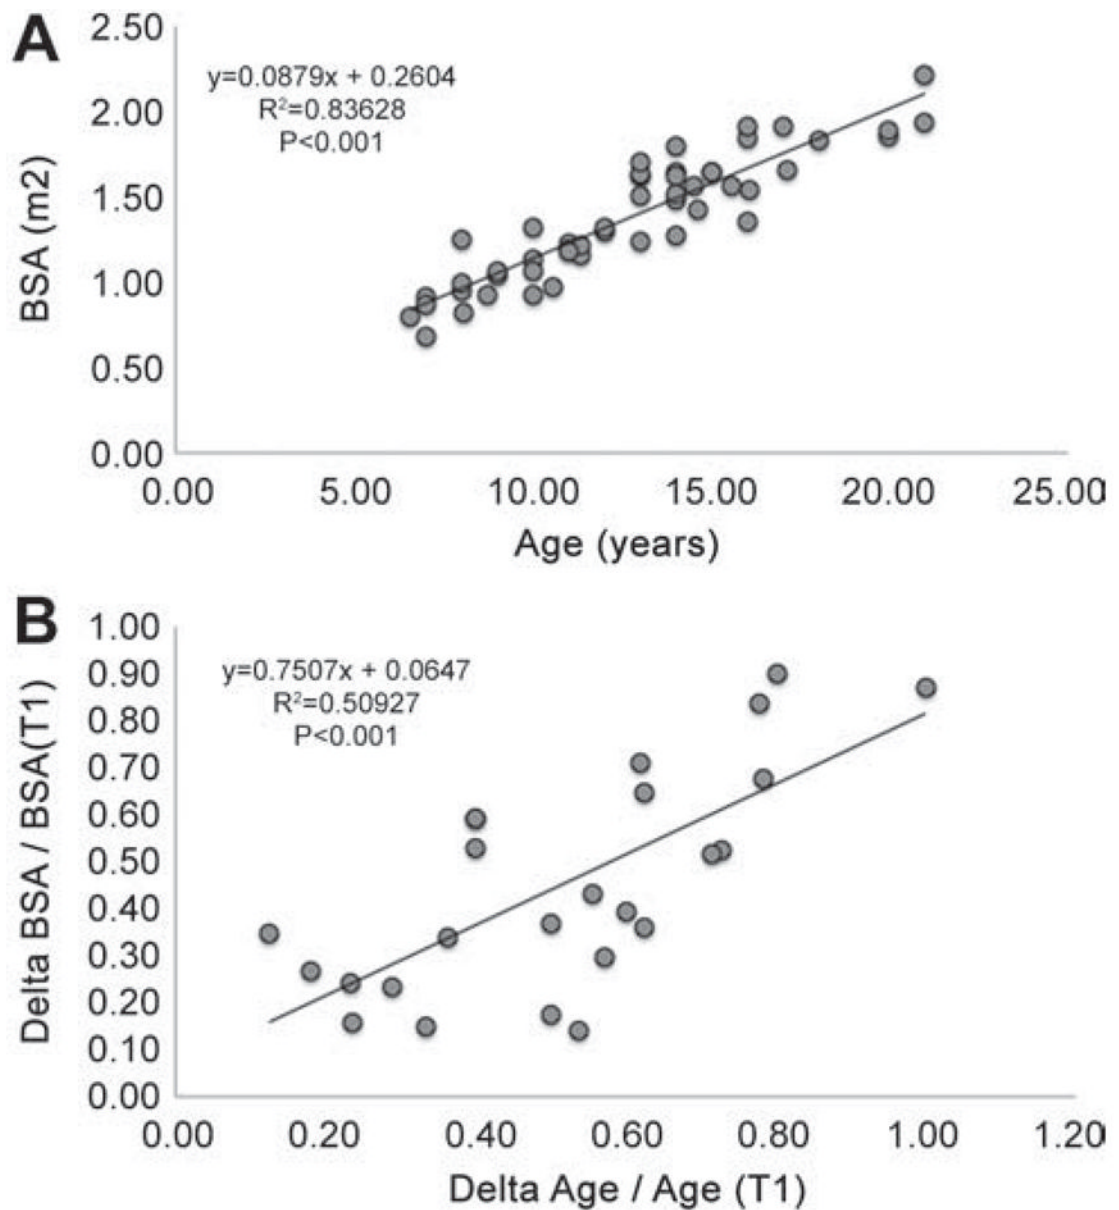 A
2.50
y=0.0879x + 0.2604
R²=0.83628
P<0.001
2.00
1.50
1.00
0.50
0.00
BSA (m2)
0.00 5.00 10.00 15.00 20.00 25.00
Age (years)
B
1.00
y=0.7507x + 0.0647
R²=0.50927
P<0.001
0.90
0.80
0.70
0.60
0.50
0.40
0.30
0.20
0.10
0.00
Delta BSA / BSA(T1)
0.00 0.20 0.40 0.60 0.80 1.00 1.20
Delta Age / Age (T1)